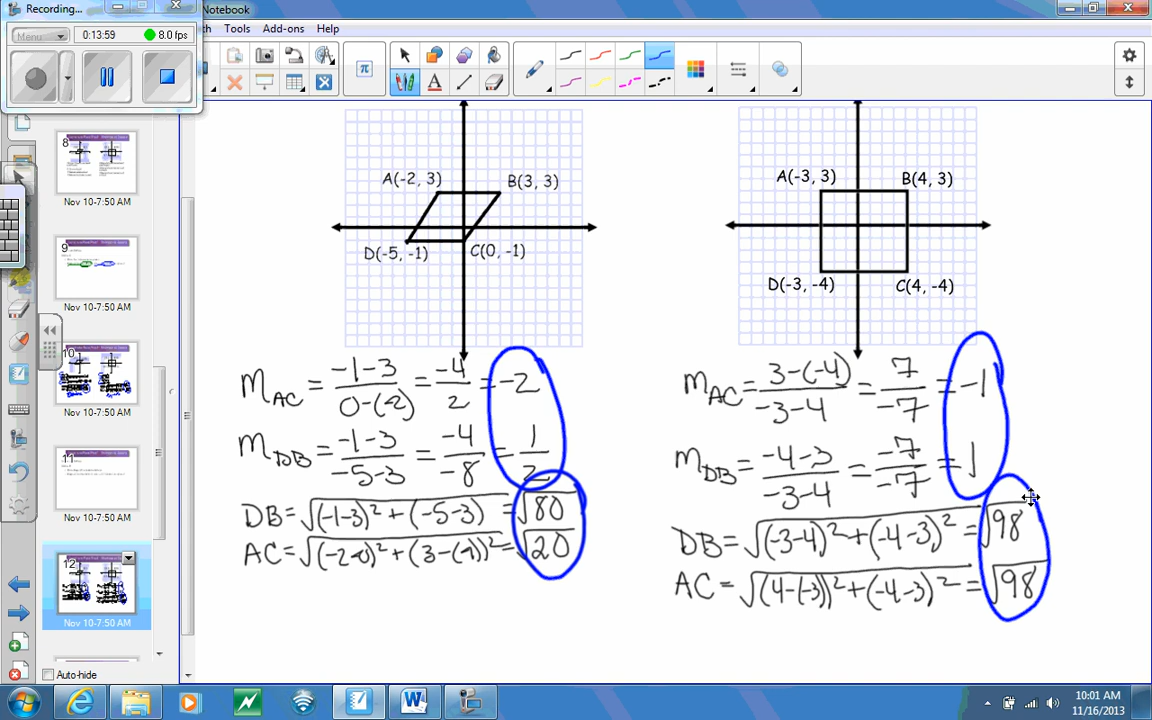 Recording...
Menu
0:13:59
8.0 fps
Tools
Add-ons
Help
8
Nov 10-7:50 AM
9
Nov 10-7:50 AM
10
Nov 10-7:50 AM
11
Nov 10-7:50 AM
12
Nov 10-7:50 AM
Auto-hide
A(-2, 3)
B(3, 3)
D(-5, -1)
C(0, -1)
m_AC = (-1-3)/(0-(-2)) = -4/2 = -2
m_DB = (-1-3)/(-5-3) = -4/-8 = 1/2
DB = √((-1-3)² + (-5-3)) = √80
AC = √((-2-0)² + (3-(-1))² = √20
A(-3, 3)
B(4, 3)
D(-3, -4)
C(4, -4)
m_AC = (3-(-4))/(-3-4) = 7/-7 = -1
m_DB = (-4-3)/(-3-4) = -7/-7 = 1
DB = √((-3-4)² + (-4-3)² = √98
AC = √((4-(-3))² + (-4-3)² = √98
10:01 AM
11/16/2013